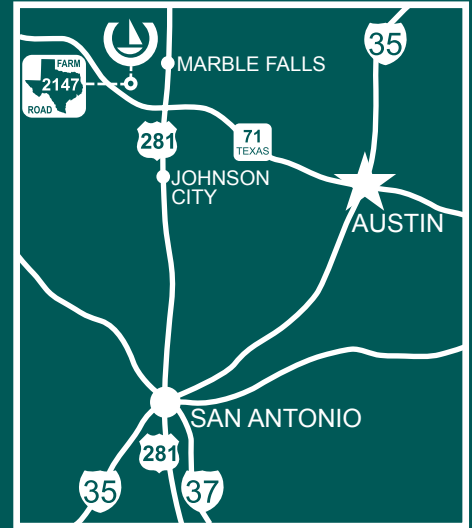 35
MARBLE FALLS
FARM
2147
ROAD
281
71
TEXAS
JOHNSON
CITY
AUSTIN
SAN ANTONIO
281
35
37